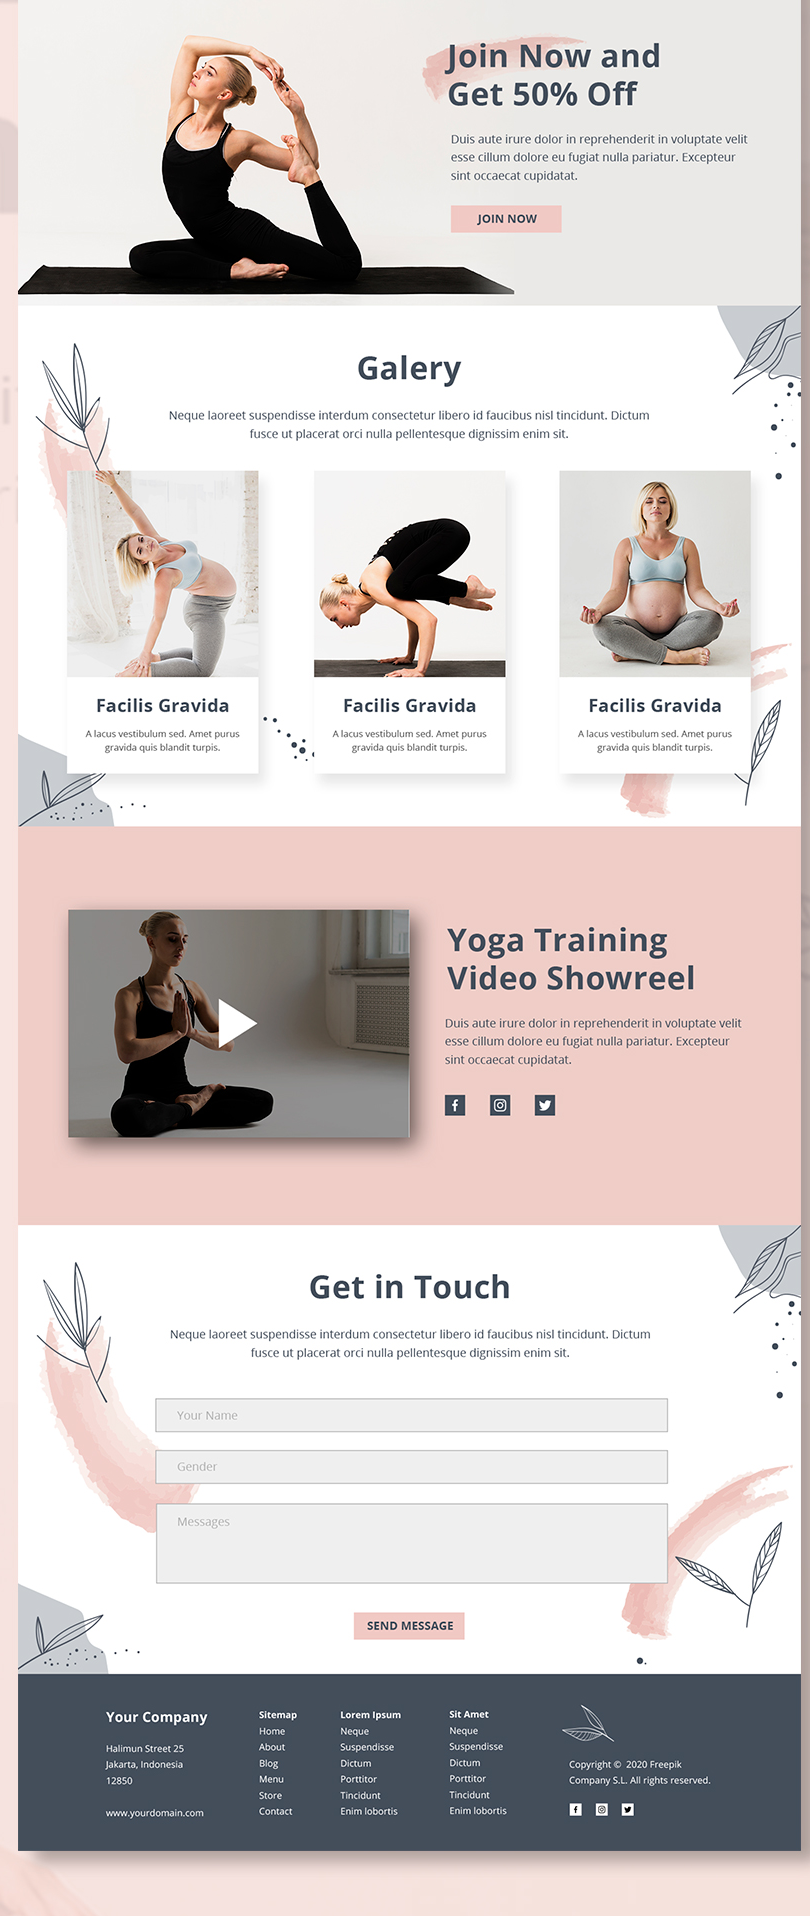 Join Now and
Get 50% Off
Duis aute irure dolor in reprehenderit in voluptate velit
esse cillum dolore eu fugiat nulla pariatur. Excepteur
sint occaecat cupidatat.
JOIN NOW
Galery
Neque laoreet suspendisse interdum consectetur libero id faucibus nisl tincidunt. Dictum
fusce ut placerat orci nulla pellentesque dignissim enim sit.
Facilis Gravida
A lacus vestibulum sed. Amet purus
gravida quis blandit turpis.
Facilis Gravida
A lacus vestibulum sed. Amet purus
gravida quis blandit turpis.
Facilis Gravida
A lacus vestibulum sed. Amet purus
gravida quis blandit turpis.
Yoga Training
Video Showreel
Duis aute irure dolor in reprehenderit in voluptate velit
esse cillum dolore eu fugiat nulla pariatur. Excepteur
sint occaecat cupidatat.
Get in Touch
Neque laoreet suspendisse interdum consectetur libero id faucibus nisl tincidunt. Dictum
fusce ut placerat orci nulla pellentesque dignissim enim sit.
Your Name
Gender
Messages
SEND MESSAGE
Your Company
Halimun Street 25
Jakarta, Indonesia
12850
www.yourdomain.com
Sitemap
Home
About
Blog
Menu
Store
Contact
Lorem Ipsum
Neque
Suspendisse
Dictum
Porttitor
Tincidunt
Enim lobortis
Sit Amet
Neque
Suspendisse
Dictum
Porttitor
Tincidunt
Enim lobortis
Copyright © 2020 Freepik
Company S.L. All rights reserved.